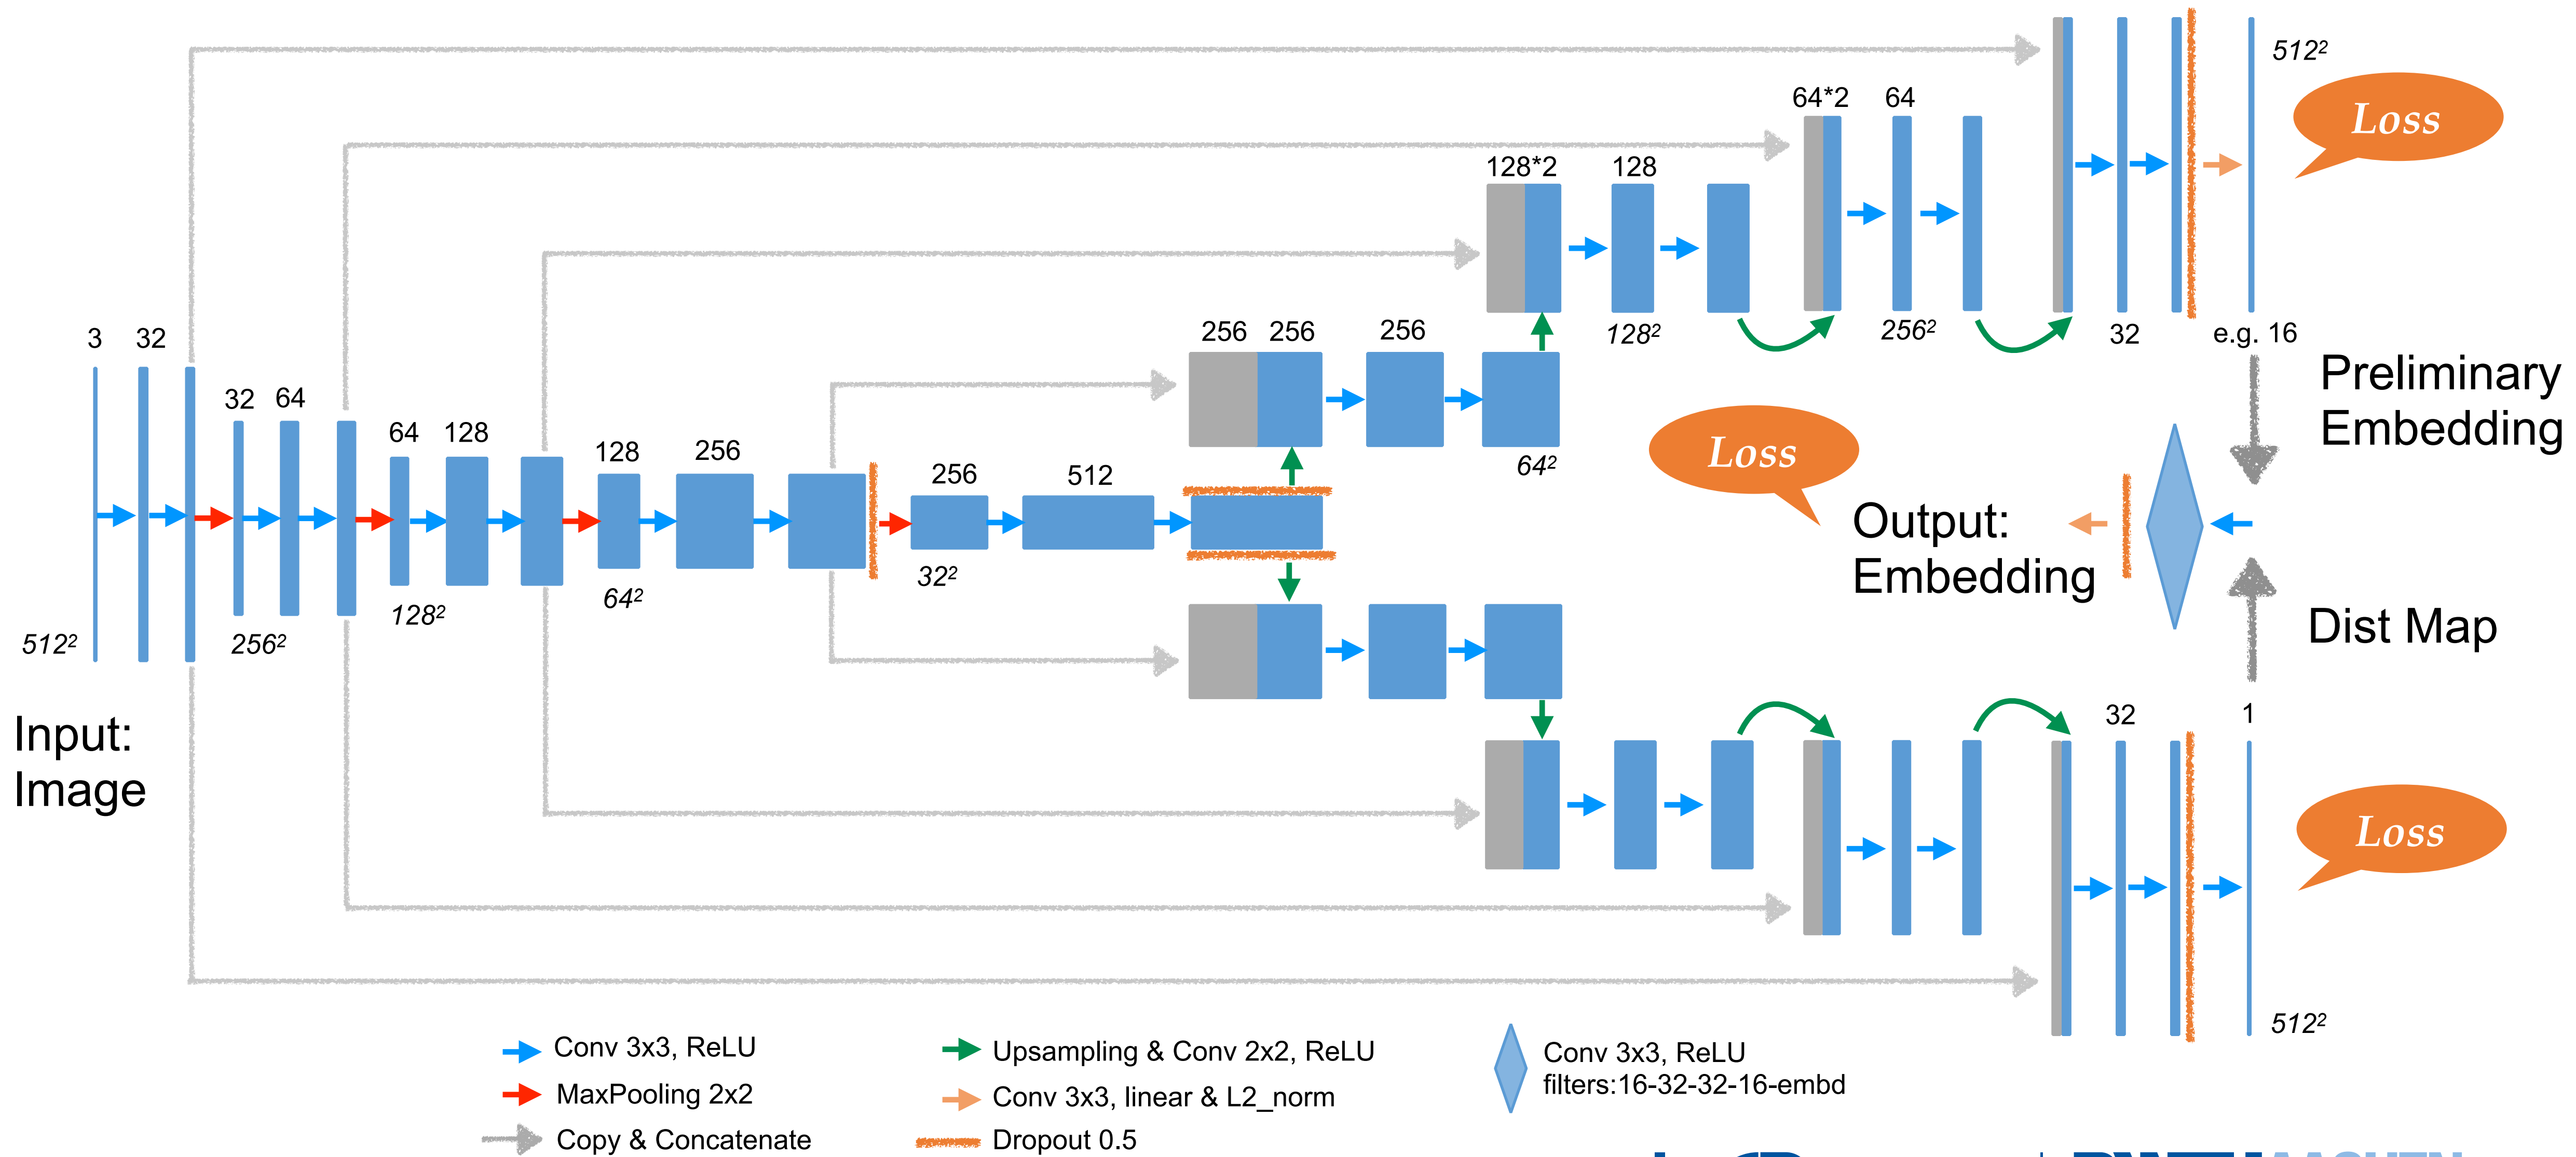 512²
Loss
64*2
64
128*2
128
3
32
256
256
256
128²
256²
32
e.g. 16
32
64
Preliminary
Embedding
64
128
128
256
Loss
64²
256
512
Output:
Embedding
32²
64²
128²
512²
256²
Dist Map
Input:
Image
32
1
Loss
512²
Conv 3x3, ReLU
MaxPooling 2x2
Copy & Concatenate
Upsampling & Conv 2x2, ReLU
Conv 3x3, linear & L2_norm
Dropout 0.5
Conv 3x3, ReLU
filters:16-32-32-16-embd